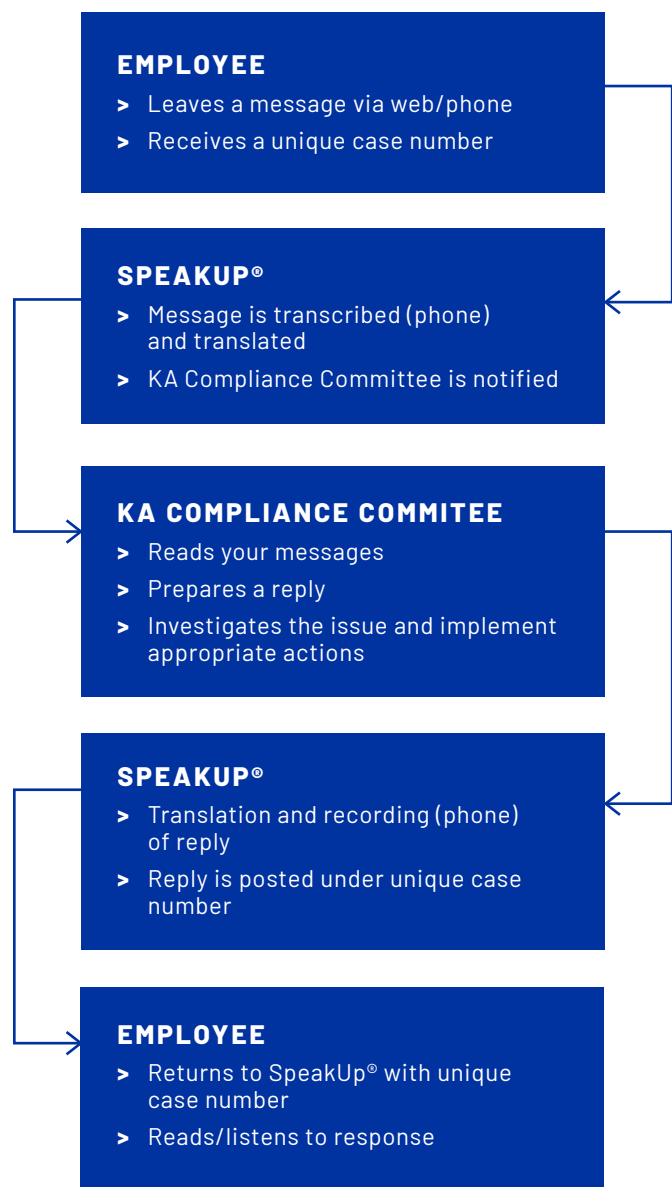 EMPLOYEE
> Leaves a message via web/phone
> Receives a unique case number
SPEAKUP®
> Message is transcribed (phone)
and translated
> KA Compliance Committee is notified
KA COMPLIANCE COMMITEE
> Reads your messages
> Prepares a reply
> Investigates the issue and implement
appropriate actions
SPEAKUP®
> Translation and recording (phone)
of reply
> Reply is posted under unique case
number
EMPLOYEE
> Returns to SpeakUp® with unique
case number
> Reads/listens to response